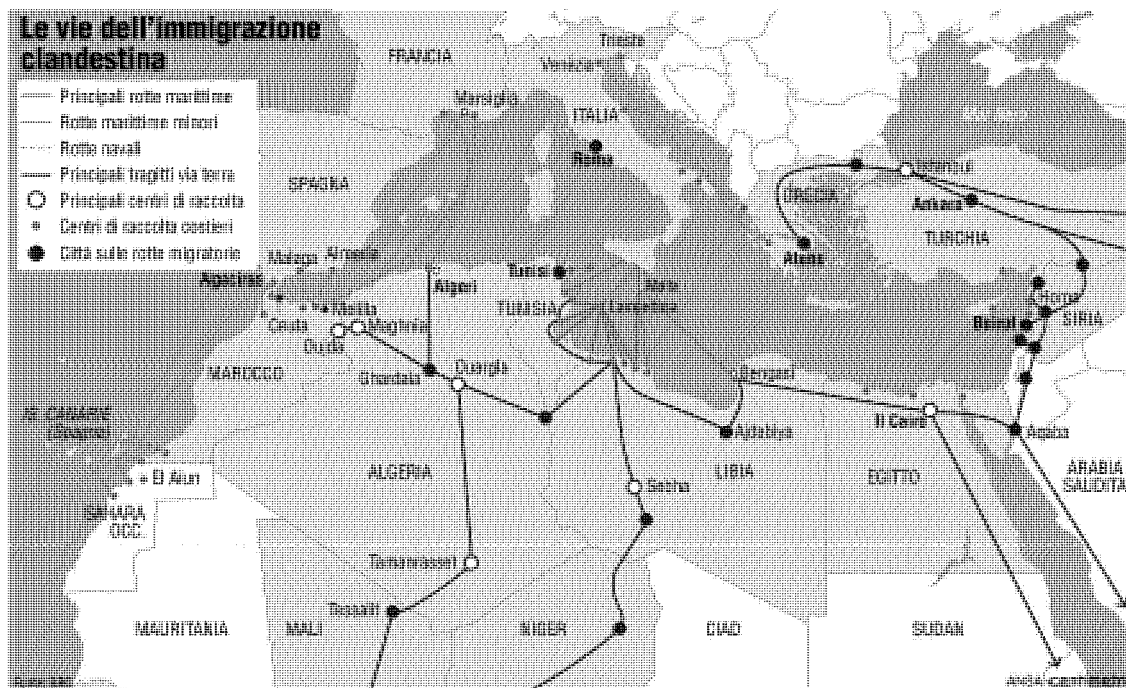 Le vie dell'immigrazione
clandestina
Principali rotte marittime
Rotte marittime minori
Rotte navali
Principali tragitti via terra
Principali centri di raccolta
Centri di raccolta costieri
Città sulle rotte migratorie
FRANCIA
Trieste
Venezia
Marsiglia
ITALIA
Roma
SPAGNA
Istanbul
GRECIA
Ankara
TURCHIA
Atene
Malaga
Almeria
Algeciras
Algeri
Tunisi
Malta
Homs
TUNISIA
Lampedusa
Melilla
Ceuta
Maghnia
Oujda
Beirut
SIRIA
MAROCCO
Ghardaia
Ouargla
Bengasi
IS. CANARIE
(Spagna)
Il Cairo
Aqaba
Ajdabiya
El Aiun
ALGERIA
LIBIA
EGITTO
ARABIA
SAUDITA
Sebha
SAHARA
OCC.
Tamanrasset
Tessalit
MAURITANIA
MALI
NIGER
CIAD
SUDAN